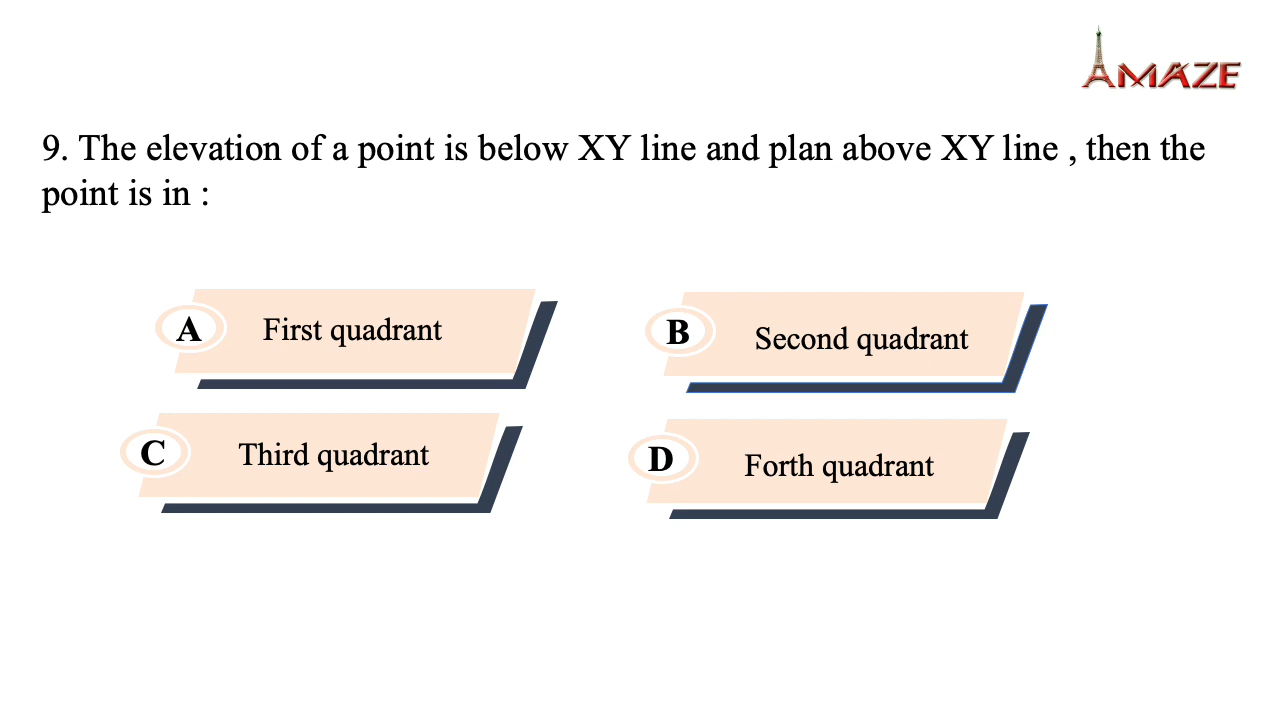 AMAZE
9. The elevation of a point is below XY line and plan above XY line , then the
point is in :
A First quadrant
B Second quadrant
C Third quadrant
D Forth quadrant